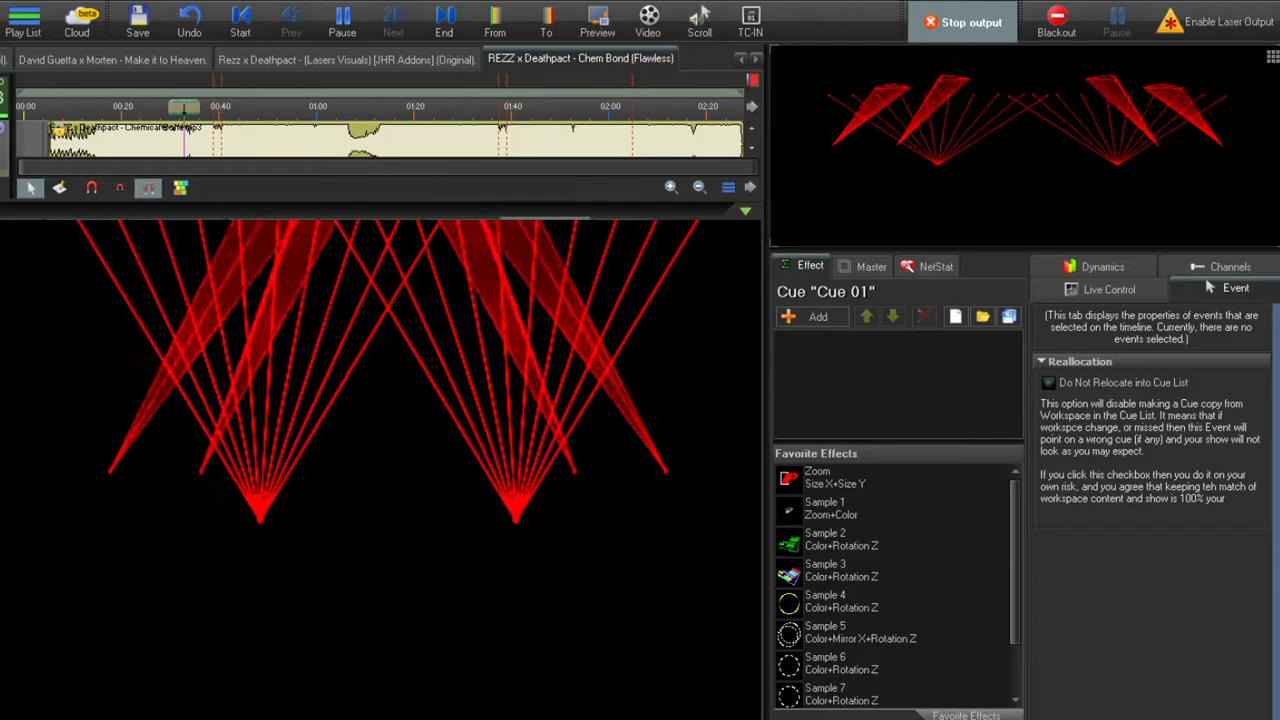 Play List
beta
Cloud
Save
Undo
Start
Prev
Pause
Next
End
From
To
Preview
Video
Scroll
TC-IN
Stop output
Blackout
Pause
Enable Laser Output
David Guetta x Morten - Make it to Heaven.
Rezz x Deathpact - (Lasers Visuals) [JHR Addons] (Original).
REZZ x Deathpact - Chem Bond (Flawless)
00:00
00:20
00:40
01:00
01:20
01:40
02:00
02:20
Effect
Master
NetStat
Dynamics
Channels
Live Control
Event
Cue "Cue 01"
Add
(This tab displays the properties of events that are
selected on the timeline. Currently, there are no
events selected.)
Reallocation
Do Not Relocate into Cue List
This option will disable making a Cue copy from
Workspace in the Cue List. It means that if
workspce change, or missed then this Event will
point on a wrong cue (if any) and your show will not
look as you may expect.
If you click this checkbox then you do it on your
own risk, and you agree that keeping teh match of
workspace content and show is 100% your
Favorite Effects
Zoom
Size X+Size Y
Sample 1
Zoom+Color
Sample 2
Color+Rotation Z
Sample 3
Color+Rotation Z
Sample 4
Color+Rotation Z
Sample 5
Color+Mirror X+Rotation Z
Sample 6
Color+Rotation Z
Sample 7
Color+Rotation Z
Favorite Effects